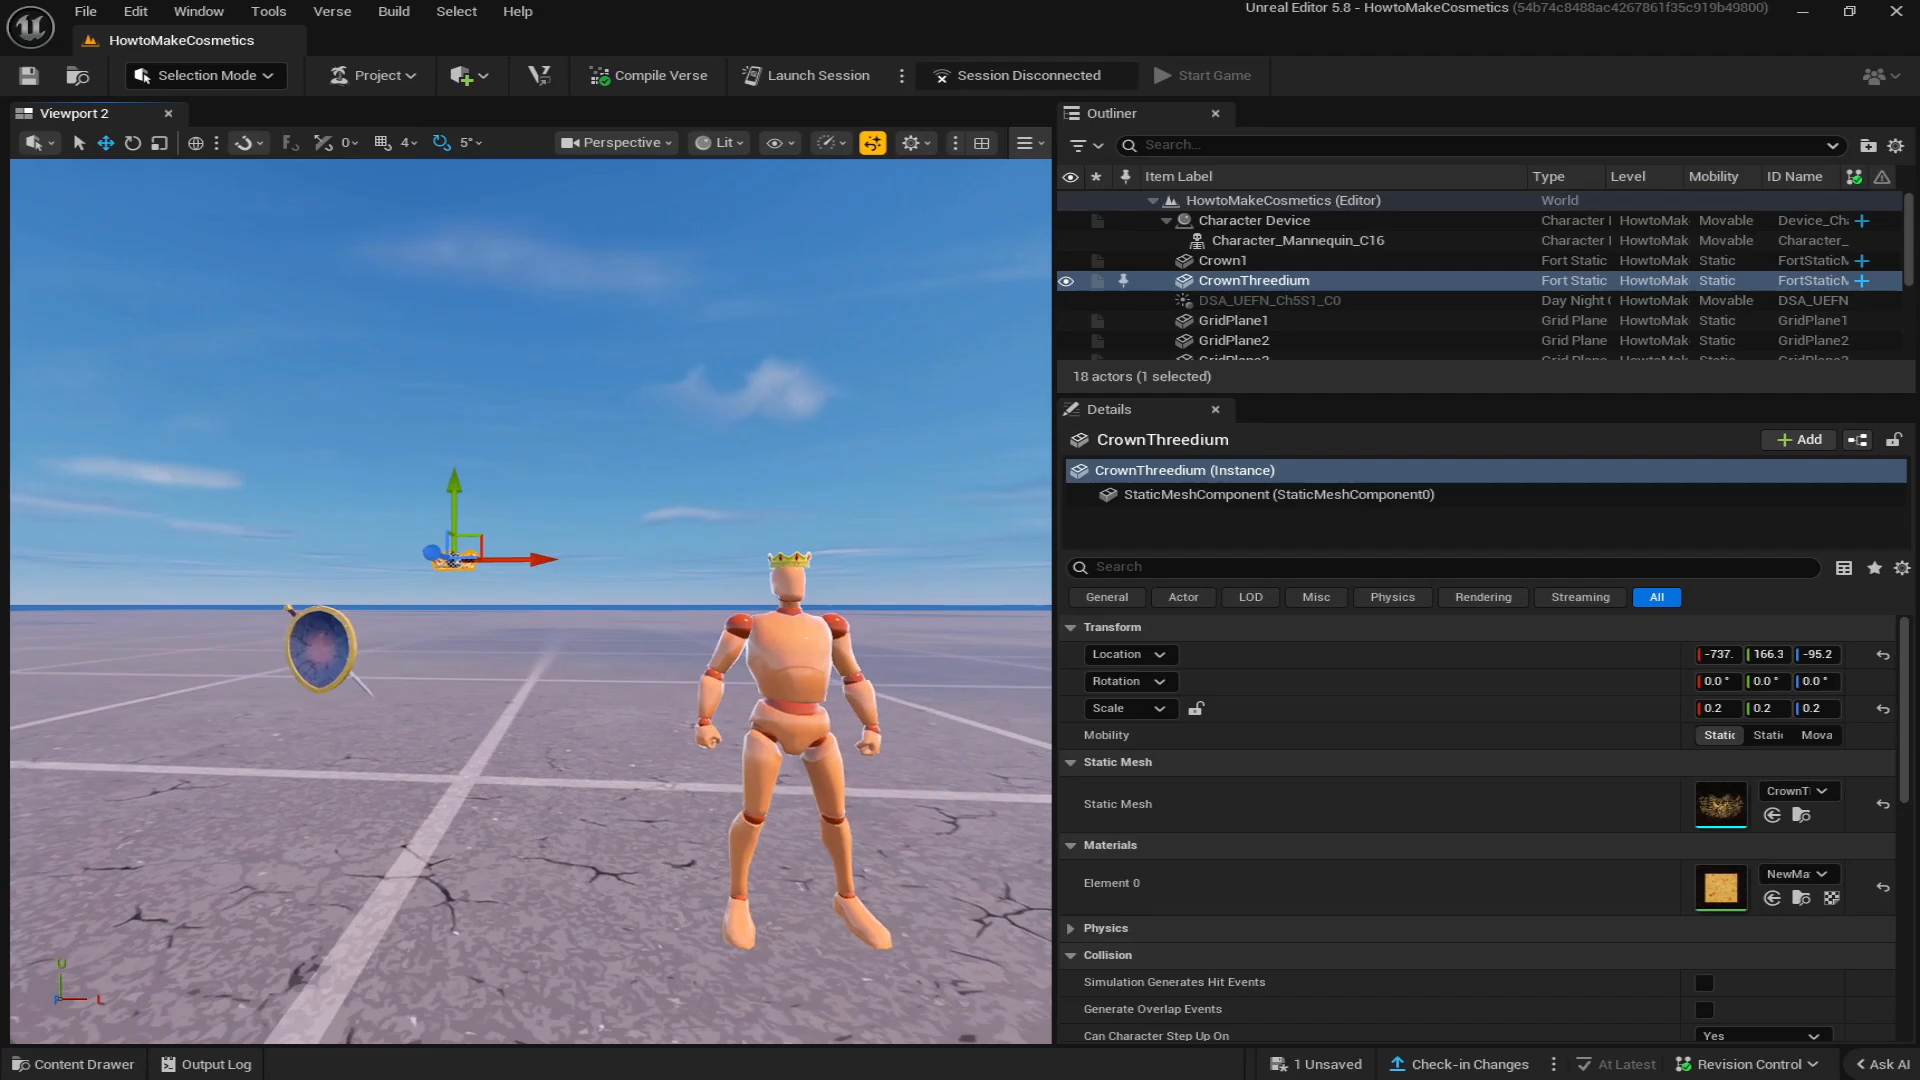 File Edit Window Tools Verse Build Select Help
Unreal Editor 5.8 - HowtoMakeCosmetics (54b74c8488ac4267861f35c919b49800)
HowtoMakeCosmetics
Selection Mode
Project
Compile Verse
Launch Session
Session Disconnected
Start Game
Viewport 2
0
4
5°
Perspective
Lit
Outliner
Search...
Item Label Type Level Mobility ID Name
HowtoMakeCosmetics (Editor) World
Character Device Character HowtoMak Movable Device_Ch
Character_Mannequin_C16 Character HowtoMak Movable Character_
Crown1 Fort Static HowtoMak Static FortStaticM
CrownThreedium Fort Static HowtoMak Static FortStaticM
DSA_UEFN_Ch5S1_C0 Day Night HowtoMak Movable DSA_UEFN
GridPlane1 Grid Plane HowtoMak Static GridPlane1
GridPlane2 Grid Plane HowtoMak Static GridPlane2
18 actors (1 selected)
Details
CrownThreedium
Add
CrownThreedium (Instance)
StaticMeshComponent (StaticMeshComponent0)
Search
General Actor LOD Misc Physics Rendering Streaming All
Transform
Location -737. 166.3 -95.2
Rotation 0.0 ° 0.0 ° 0.0 °
Scale 0.2 0.2 0.2
Mobility Static Static Mova
Static Mesh
Static Mesh CrownT
Materials
Element 0 NewMa
Physics
Collision
Simulation Generates Hit Events
Generate Overlap Events
Can Character Step Up On Yes
L
Content Drawer
Output Log
1 Unsaved
Check-in Changes
At Latest
Revision Control
Ask AI